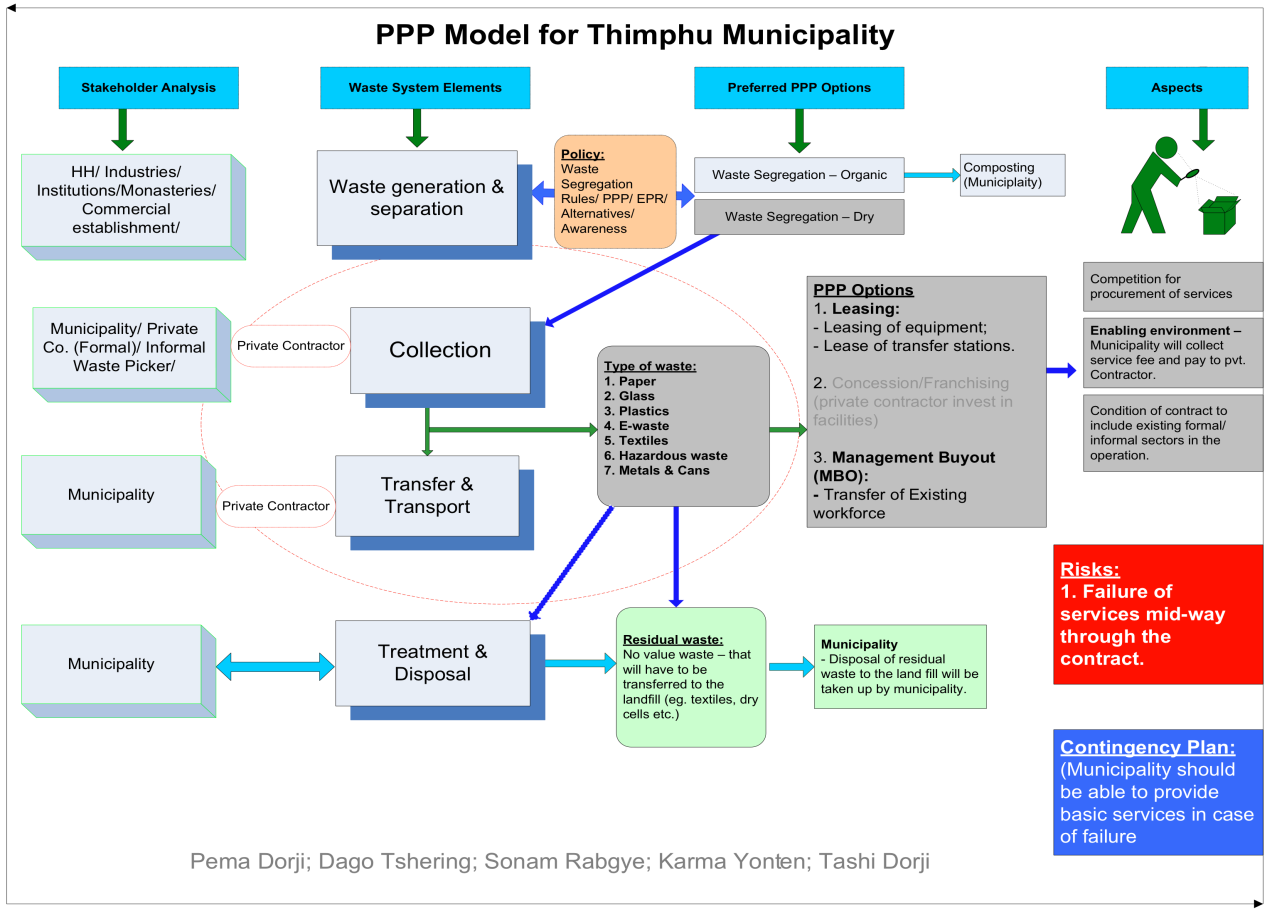 PPP Model for Thimphu Municipality
Stakeholder Analysis
Waste System Elements
Preferred PPP Options
Aspects
HH/ Industries/
Institutions/Monasteries/
Commercial
establishment/
Waste generation &
separation
Policy:
Waste
Segregation
Rules/ PPP/ EPR/
Alternatives/
Awareness
Waste Segregation – Organic
Waste Segregation – Dry
Composting
(Municiplaity)
Municipality/ Private
Co. (Formal)/ Informal
Waste Picker/
Private Contractor
Collection
Type of waste:
1. Paper
2. Glass
3. Plastics
4. E-waste
5. Textiles
6. Hazardous waste
7. Metals & Cans
PPP Options
1. Leasing:
- Leasing of equipment;
- Lease of transfer stations.
2. Concession/Franchising
(private contractor invest in
facilities)
3. Management Buyout
(MBO):
- Transfer of Existing
workforce
Competition for
procurement of services
Enabling environment –
Municipality will collect
service fee and pay to pvt.
Contractor.
Condition of contract to
include existing formal/
informal sectors in the
operation.
Municipality
Private Contractor
Transfer &
Transport
Risks:
1. Failure of
services mid-way
through the
contract.
Municipality
Treatment &
Disposal
Residual waste:
No value waste – that
will have to be
transferred to the
landfill (eg. textiles, dry
cells etc.)
Municipality
- Disposal of residual
waste to the land fill will be
taken up by municipality.
Contingency Plan:
(Municipality should
be able to provide
basic services in case
of failure
Pema Dorji; Dago Tshering; Sonam Rabgye; Karma Yonten; Tashi Dorji